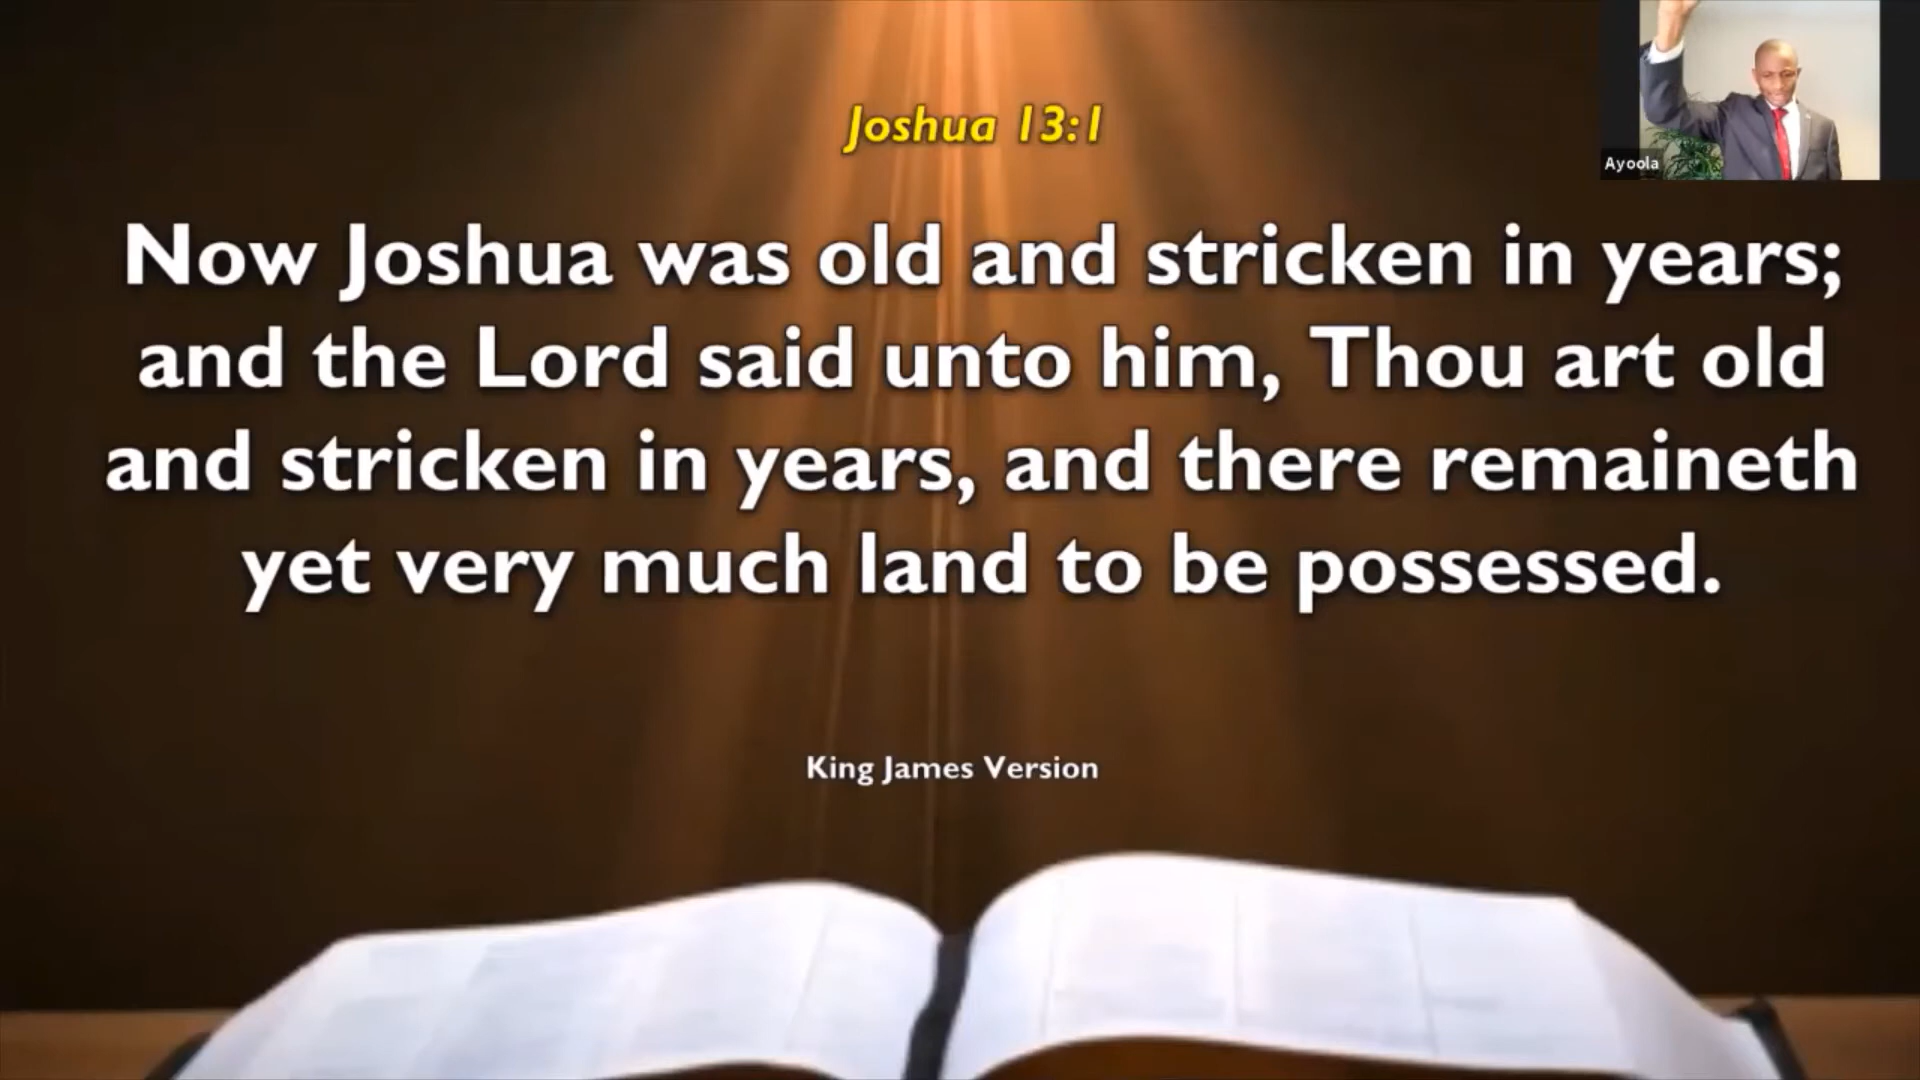 Joshua 13:1
Ayoola
Now Joshua was old and stricken in years;
and the Lord said unto him, Thou art old
and stricken in years, and there remaineth
yet very much land to be possessed.
King James Version